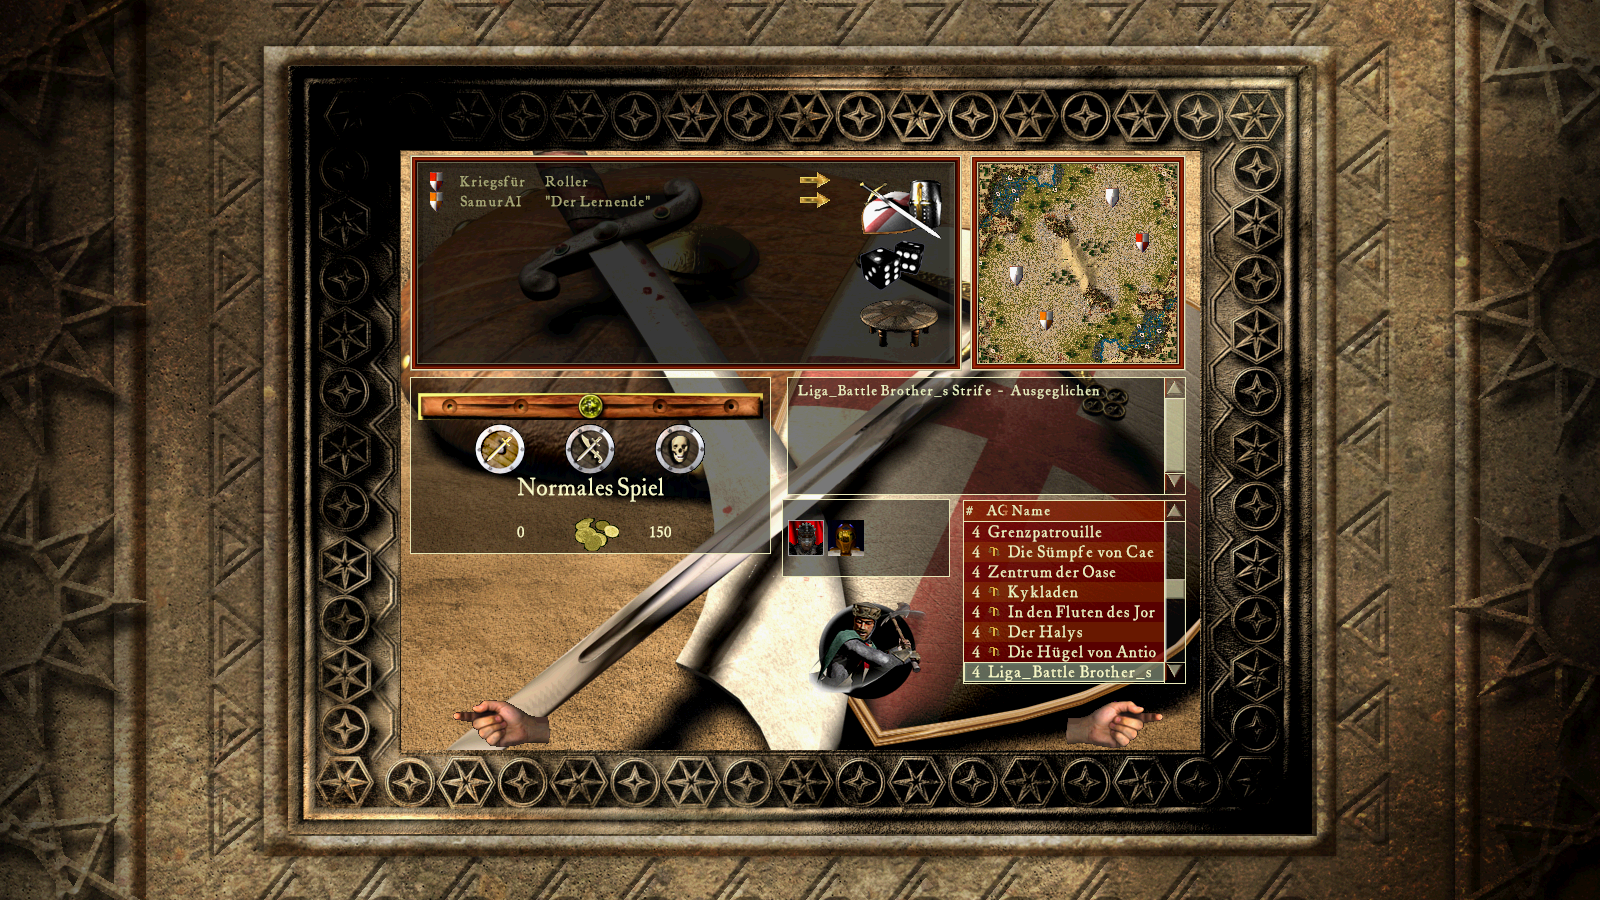 Kriegsfür Roller
SamurAI "Der Lernende"
Liga_Battle Brother_s Strife - Ausgeglichen
Normales Spiel
0 150
# AG Name
4 Grenzpatrouille
4 Die Sümpfe von Cae
4 Zentrum der Oase
4 Kykladen
4 In den Fluten des Jor
4 Der Halys
4 Die Hügel von Antio
4 Liga_Battle Brother_s